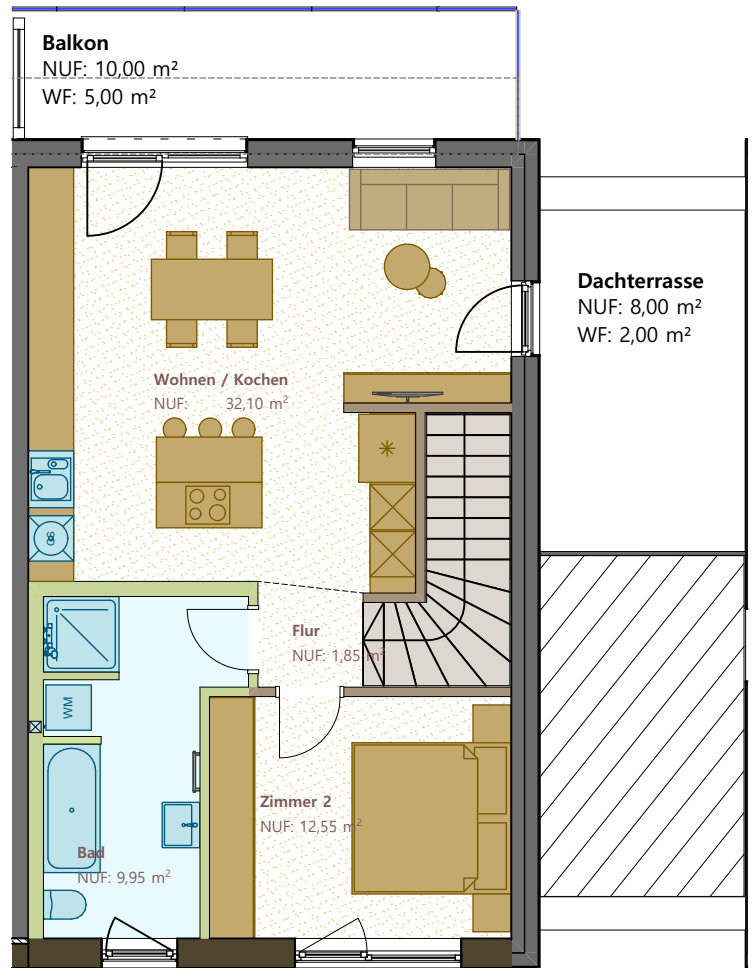 Balkon
NUF: 10,00 m²
WF: 5,00 m²
Dachterrasse
NUF: 8,00 m²
WF: 2,00 m²
Wohnen / Kochen
NUF: 32,10 m²
GS
Flur
NUF: 1,85 m²
WM
Zimmer 2
NUF: 12,55 m²
Bad
NUF: 9,95 m²